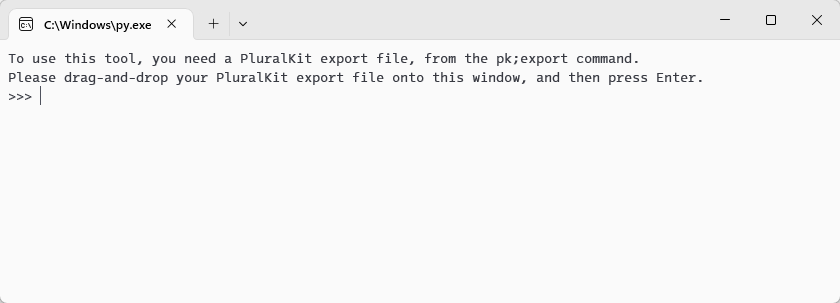 C:\Windows\py.exe
To use this tool, you need a PluralKit export file, from the pk;export command.
Please drag-and-drop your PluralKit export file onto this window, and then press Enter.
>>>